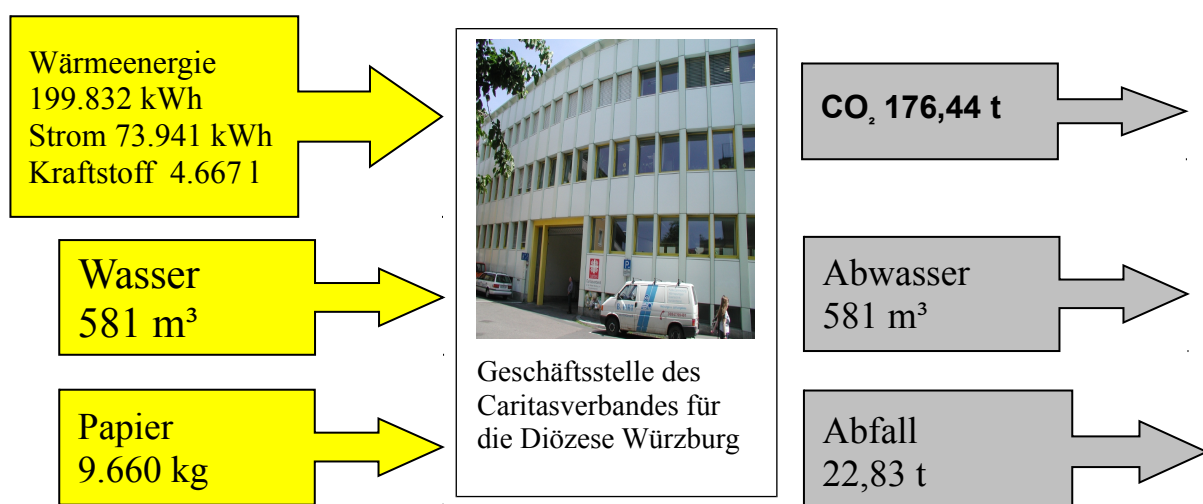 Wärmeenergie
199.832 kWh
Strom 73.941 kWh
Kraftstoff  4.667 l
Wasser
581 m³
Papier
9.660 kg
Geschäftsstelle des
Caritasverbandes für
die Diözese Würzburg
CO₂ 176,44 t
Abwasser
581 m³
Abfall
22,83 t